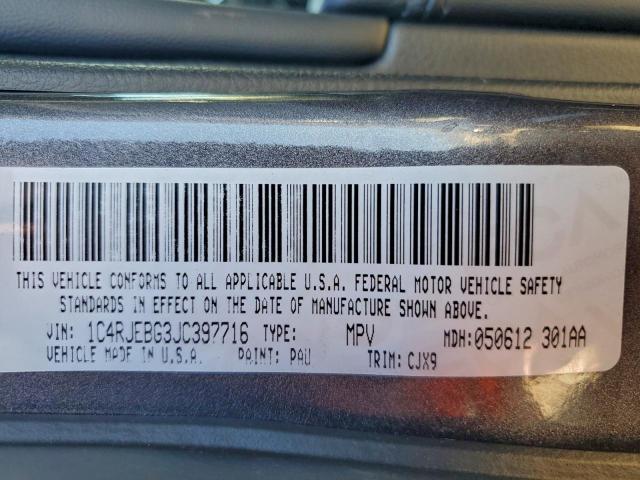 THIS VEHICLE CONFORMS TO ALL APPLICABLE U.S.A. FEDERAL MOTOR VEHICLE SAFETY
STANDARDS IN EFFECT ON THE DATE OF MANUFACTURE SHOWN ABOVE.
VIN: 1C4RJEBG3JC397716 TYPE: MPV MDH:050612 301AA
VEHICLE MADE IN U.S.A. PAINT: PAU TRIM: CJX9